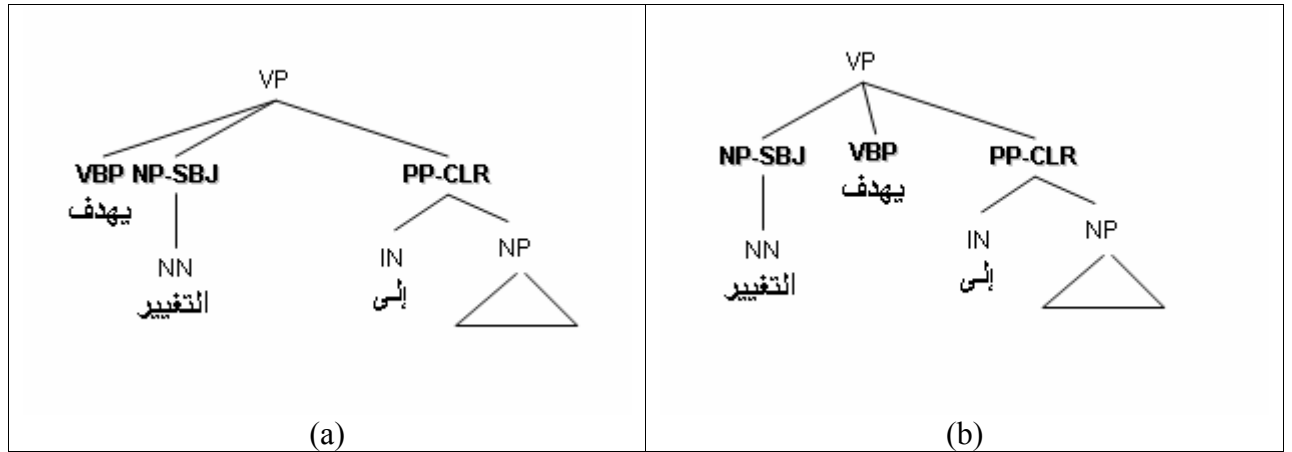 VP
VBP NP-SBJ PP-CLR
يهدف
IN NP
NN
إلى
التغيير
(a)
VP
NP-SBJ VBP PP-CLR
يهدف
NN IN NP
التغيير إلى
(b)